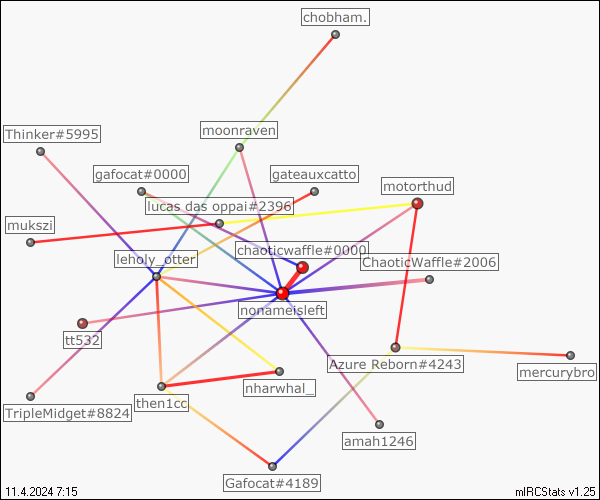 chobham.
moonraven
Thinker#5995
gafocat#0000
gateauxcatto
motorthud
lucas das oppai#2396
mukszi
chaoticwaffle#0000
leholy_otter
ChaoticWaffle#2006
nonameisleft
tt532
Azure Reborn#4243
mercurybro
nharwhal_
then1cc
TripleMidget#8824
amah1246
Gafocat#4189
11.4.2024 7:15
mIRCStats v1.25